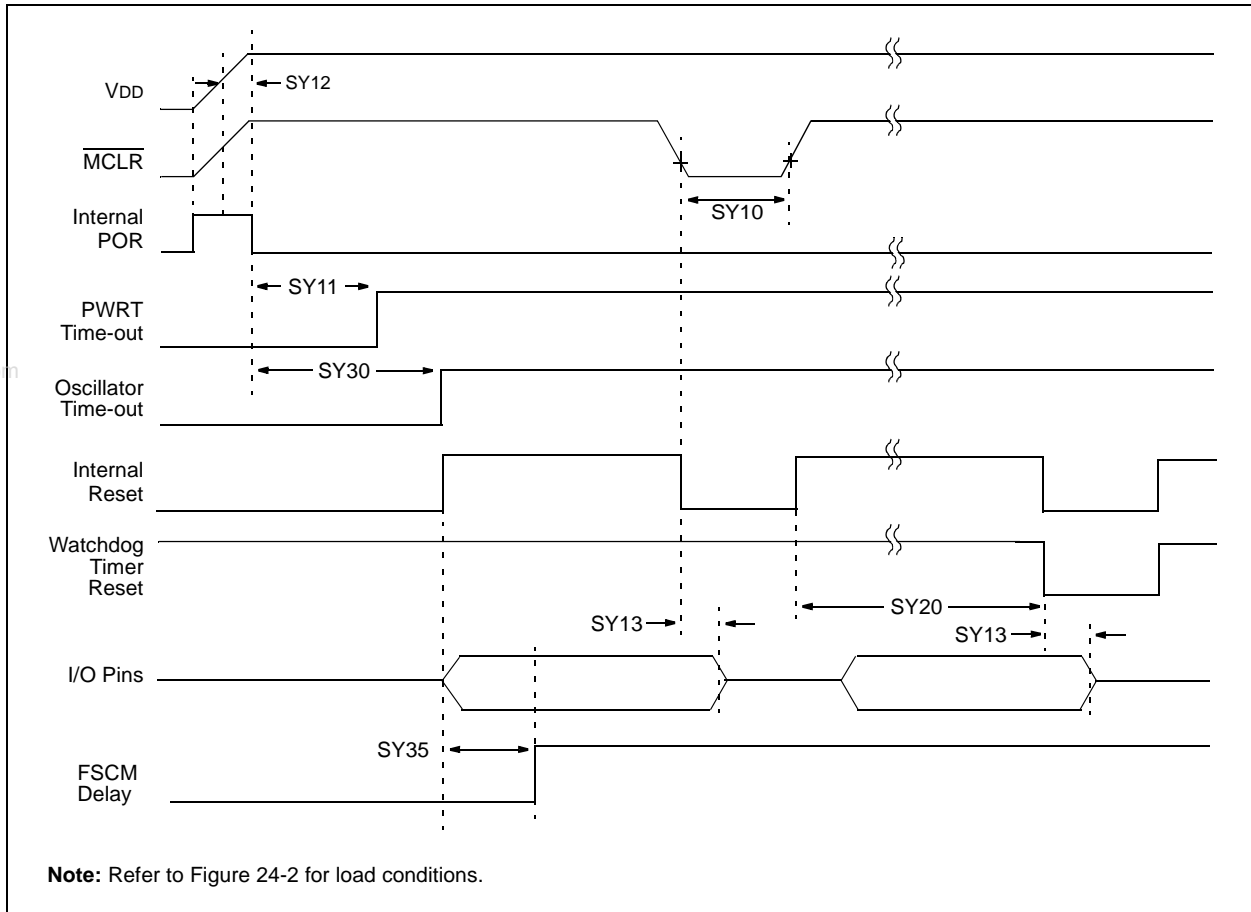 VDD
SY12
MCLR
SY10
Internal
POR
SY11
PWRT
Time-out
SY30
m
Oscillator
Time-out
Internal
Reset
Watchdog
Timer
Reset
SY20
SY13
SY13
I/O Pins
SY35
FSCM
Delay
Note: Refer to Figure 24-2 for load conditions.